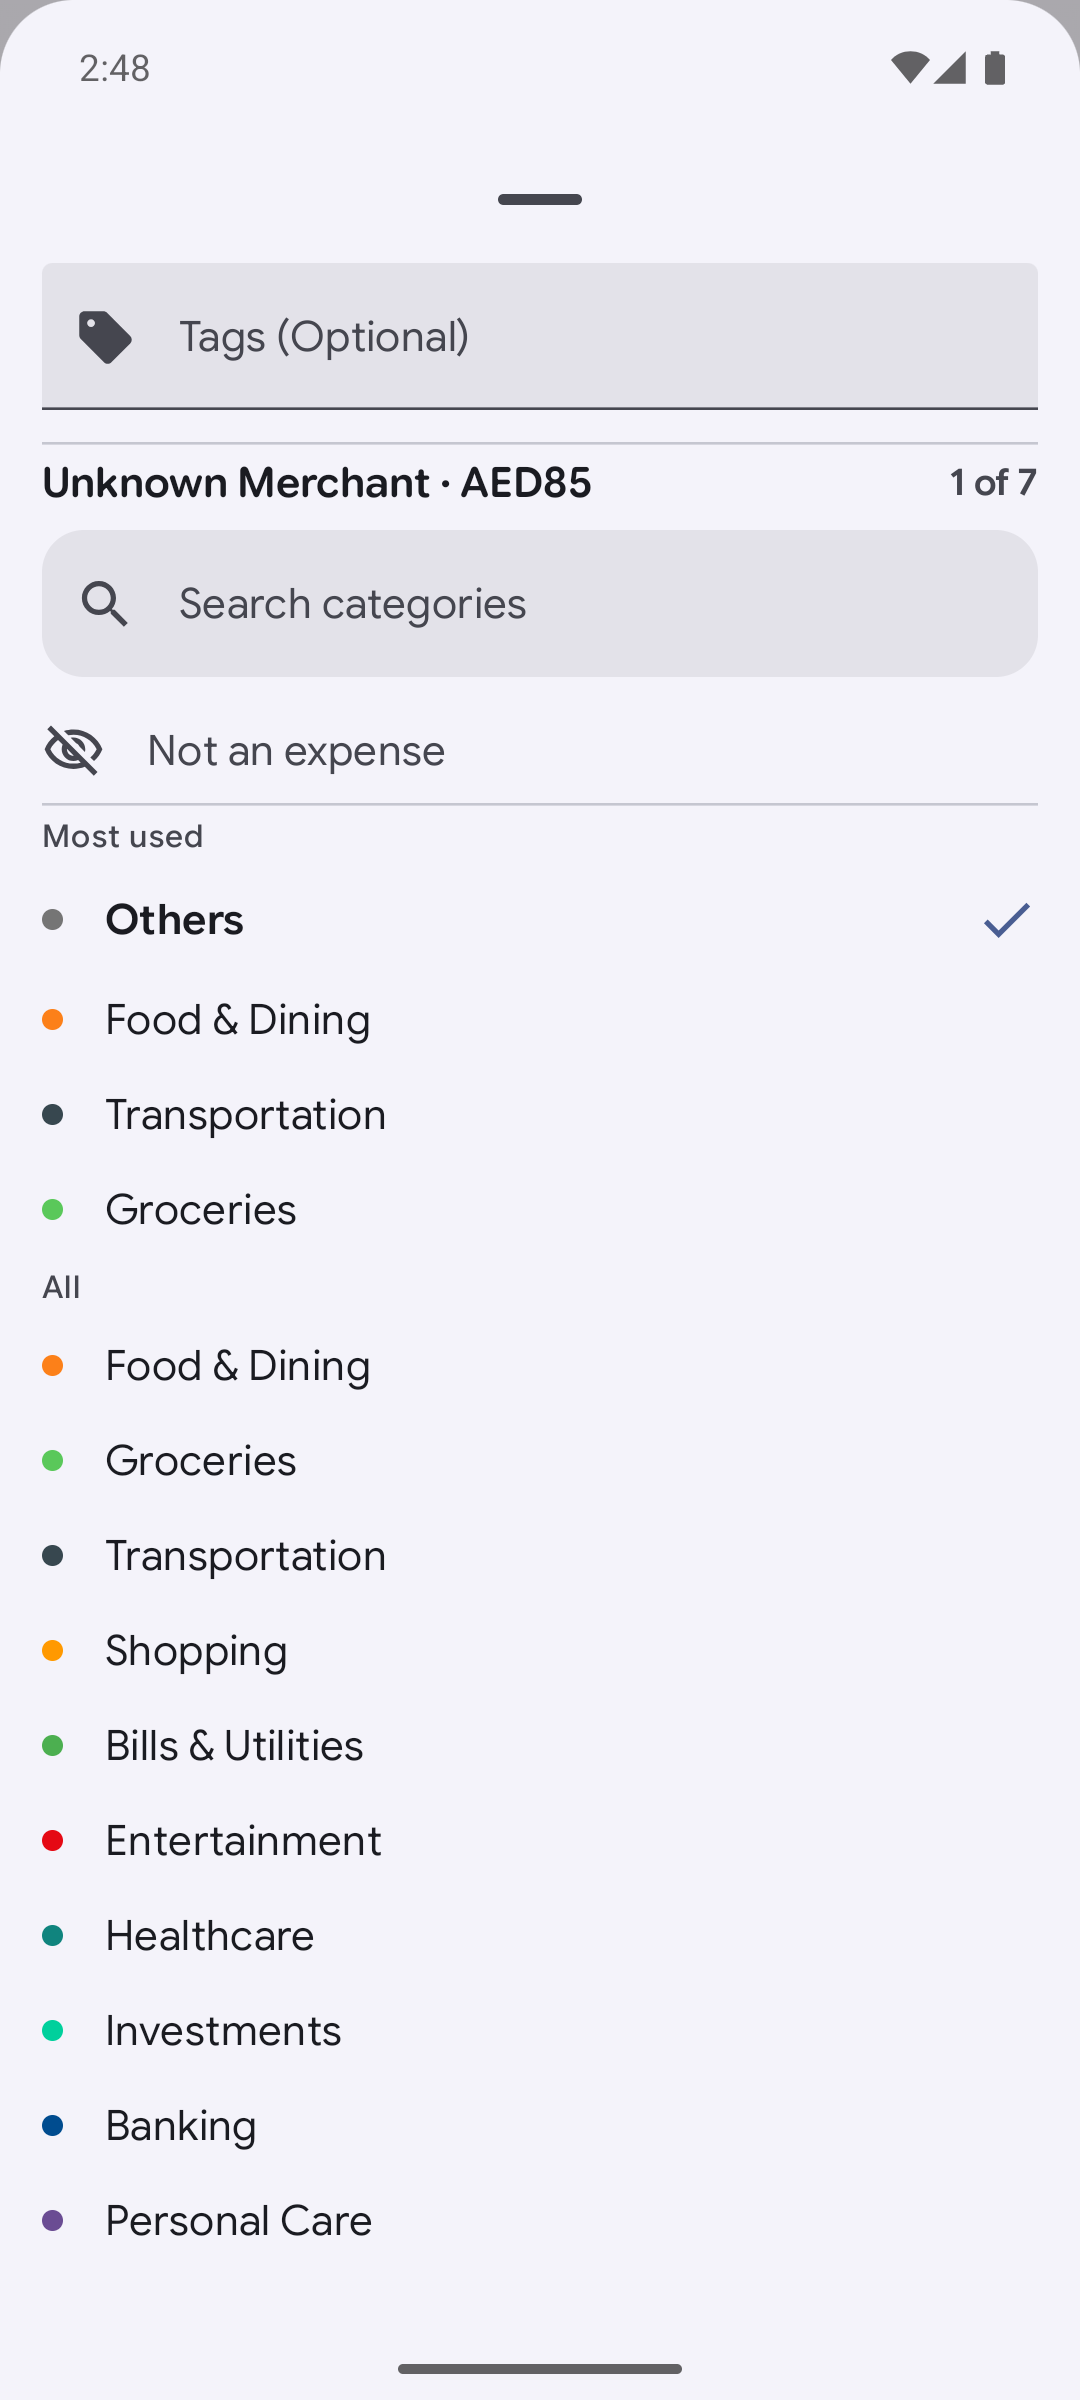 2:48
Tags (Optional)
Unknown Merchant · AED85
1 of 7
Search categories
Not an expense
Most used
Others
Food & Dining
Transportation
Groceries
All
Food & Dining
Groceries
Transportation
Shopping
Bills & Utilities
Entertainment
Healthcare
Investments
Banking
Personal Care